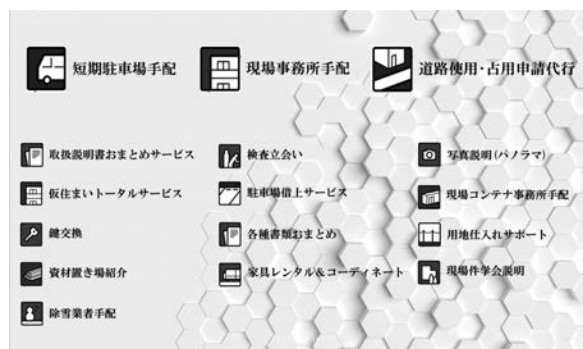 短期駐車場手配
現場事務所手配
道路使用・占用申請代行
取扱説明書おまとめサービス
検査立会い
写真説明(パノラマ)
仮住まいトータルサービス
駐車場借上サービス
現場コンテナ事務所手配
鍵交換
各種書類おまとめ
用地仕入れサポート
資材置き場紹介
家具レンタル&コーディネート
現場件学会説明
除雪業者手配